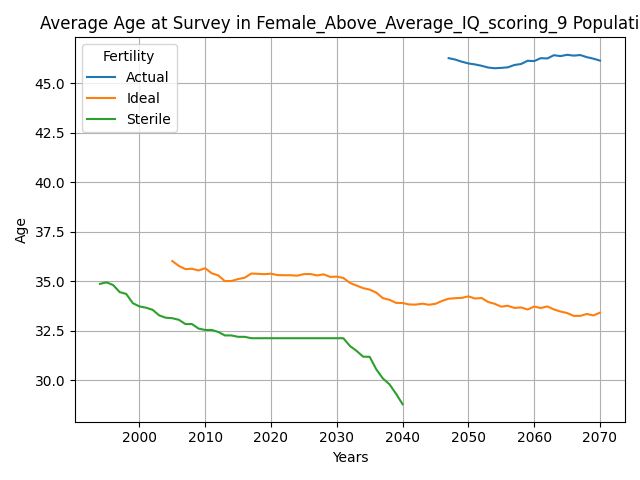 Average Age at Survey in Female_Above_Average_IQ_scoring_9 Populati
Fertility
Actual
Ideal
Sterile
45.0
42.5
40.0
37.5
35.0
32.5
30.0
Age
2000 2010 2020 2030 2040 2050 2060 2070
Years